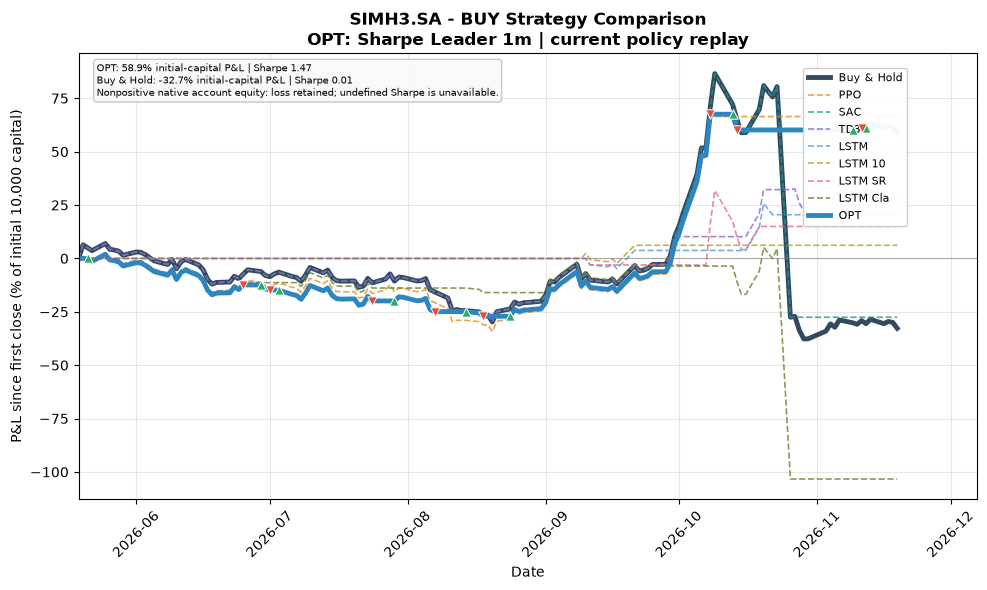 SIMH3.SA - BUY Strategy Comparison
OPT: Sharpe Leader 1m | current policy replay
OPT: 58.9% initial-capital P&L | Sharpe 1.47
Buy & Hold: -32.7% initial-capital P&L | Sharpe 0.01
Nonpositive native account equity: loss retained; undefined Sharpe is unavailable.
Buy & Hold
PPO
SAC
TD3
LSTM
LSTM 10
LSTM SR
LSTM Cla
OPT
P&L since first close (% of initial 10,000 capital)
75
50
25
0
−25
−50
−75
−100
2026-06
2026-07
2026-08
2026-09
2026-10
2026-11
2026-12
Date